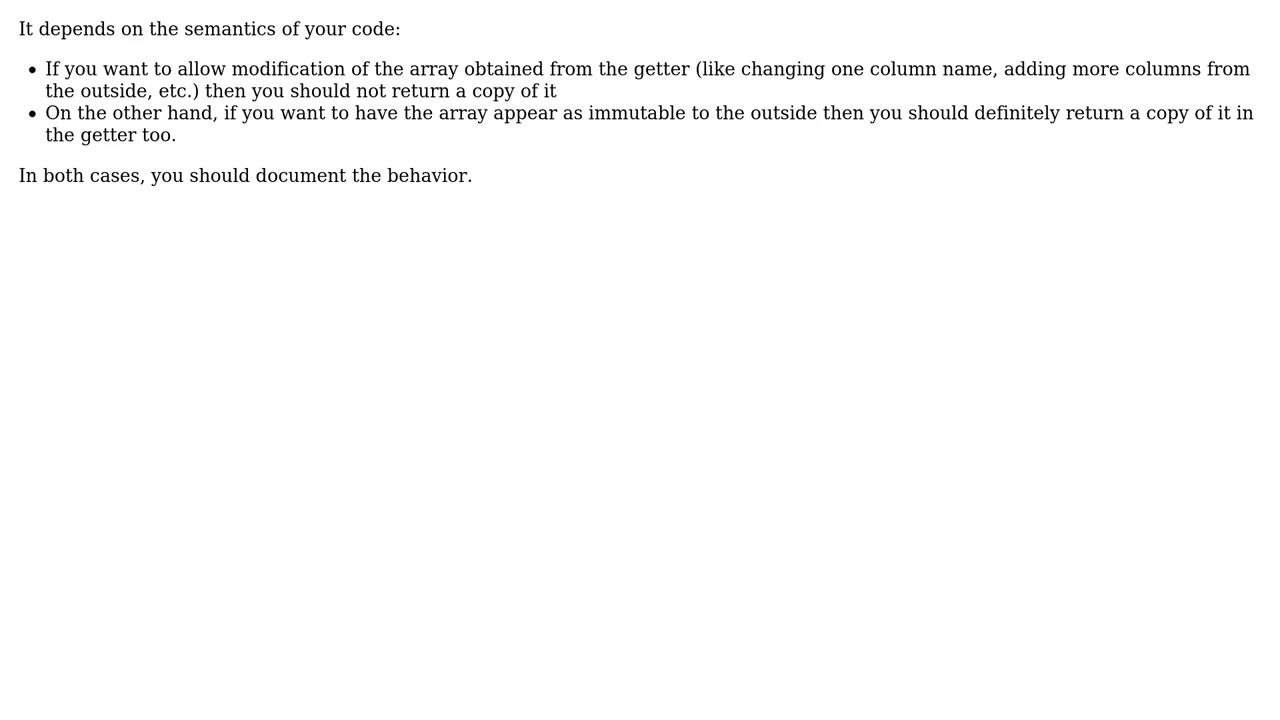 It depends on the semantics of your code:
• If you want to allow modification of the array obtained from the getter (like changing one column name, adding more columns from
the outside, etc.) then you should not return a copy of it
• On the other hand, if you want to have the array appear as immutable to the outside then you should definitely return a copy of it in
the getter too.
In both cases, you should document the behavior.